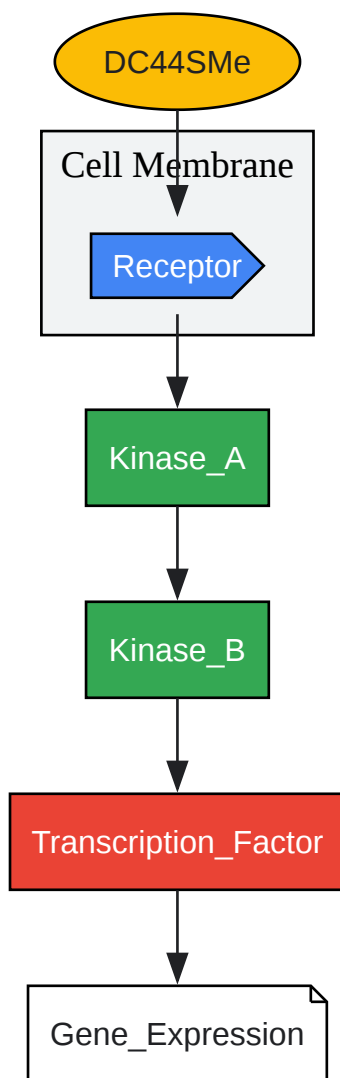 DC44SMe
Cell Membrane
Receptor
Kinase_A
Kinase_B
Transcription_Factor
Gene_Expression